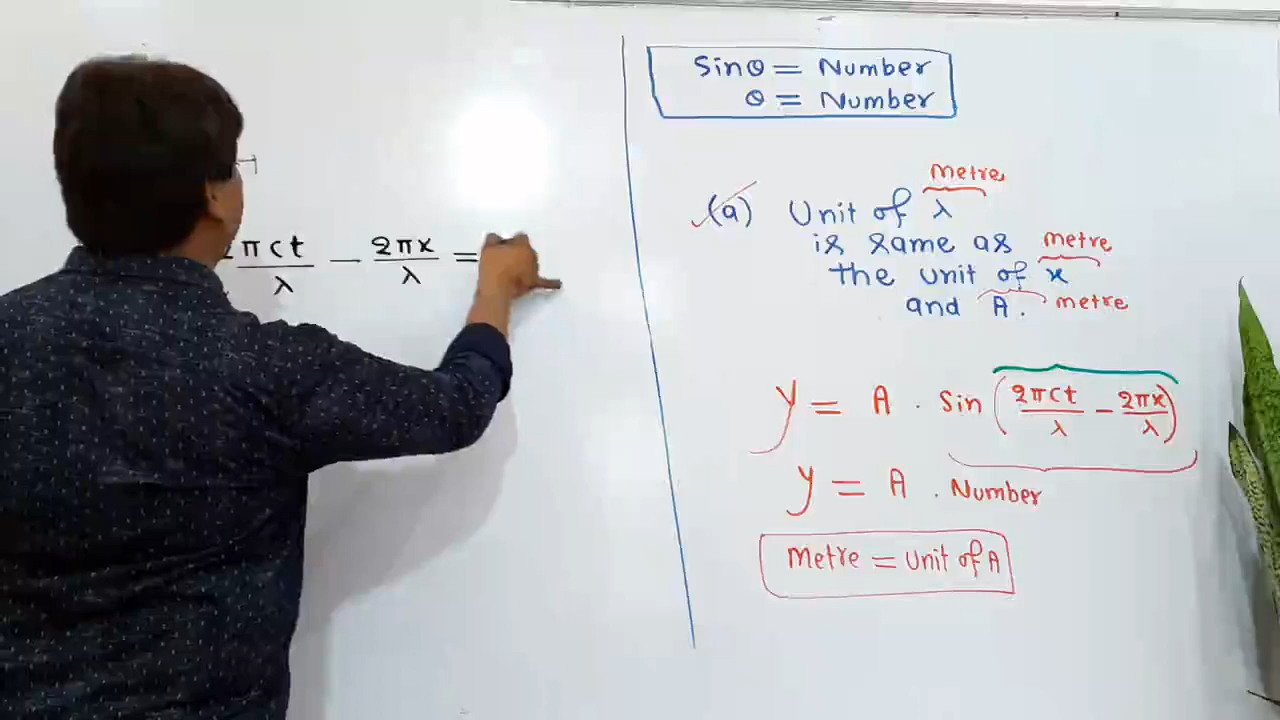 2πct/λ − 2πx/λ =
Sinθ = Number
θ = Number
metre
(a) Unit of λ
is same as metre
the unit of x
and A. metre
y = A . Sin (2πct/λ − 2πx/λ)
y = A . Number
Metre = Unit of A